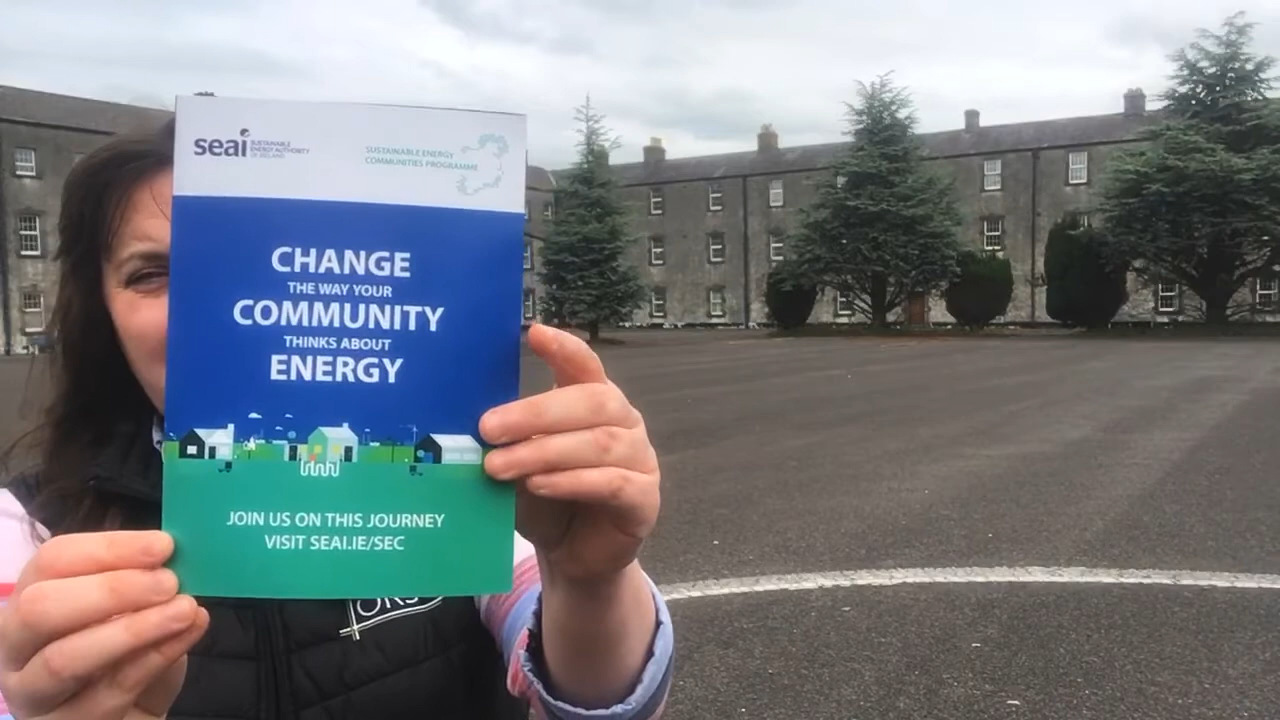 seai SUSTAINABLE
ENERGY AUTHORITY
OF IRELAND
SUSTAINABLE ENERGY
COMMUNITIES PROGRAMME
CHANGE
THE WAY YOUR
COMMUNITY
THINKS ABOUT
ENERGY
JOIN US ON THIS JOURNEY
VISIT SEAI.IE/SEC